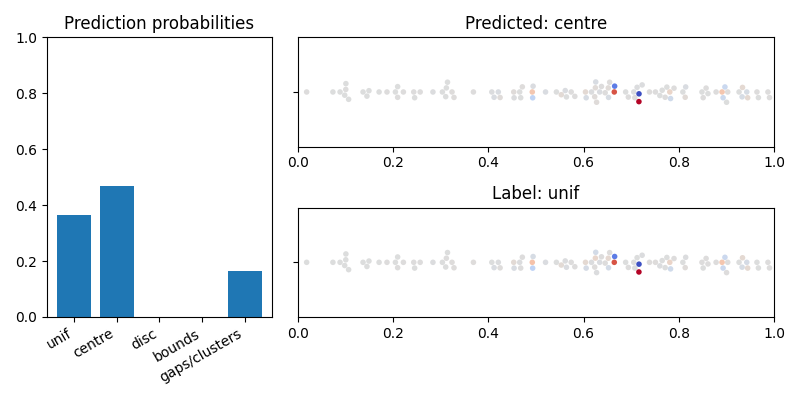 Prediction probabilities
1.0
0.8
0.6
0.4
0.2
0.0
unif
centre
disc
bounds
gaps/clusters
Predicted: centre
0.0 0.2 0.4 0.6 0.8 1.0
Label: unif
0.0 0.2 0.4 0.6 0.8 1.0